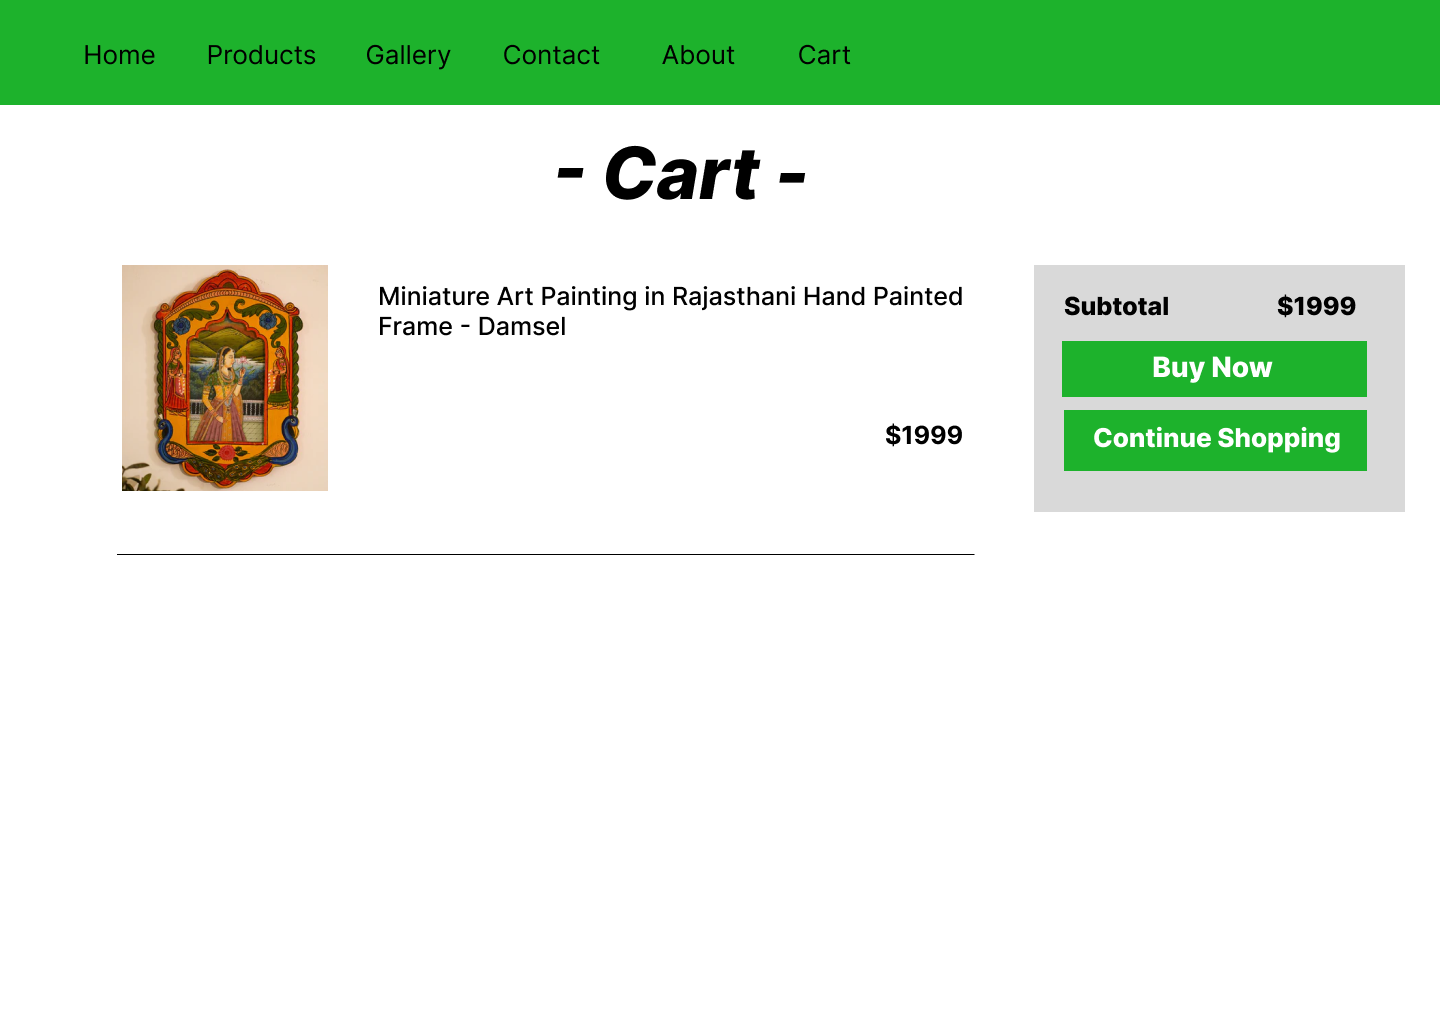 Home Products Gallery Contact About Cart
- Cart -
Miniature Art Painting in Rajasthani Hand Painted
Frame - Damsel
$1999
Subtotal $1999
Buy Now
Continue Shopping